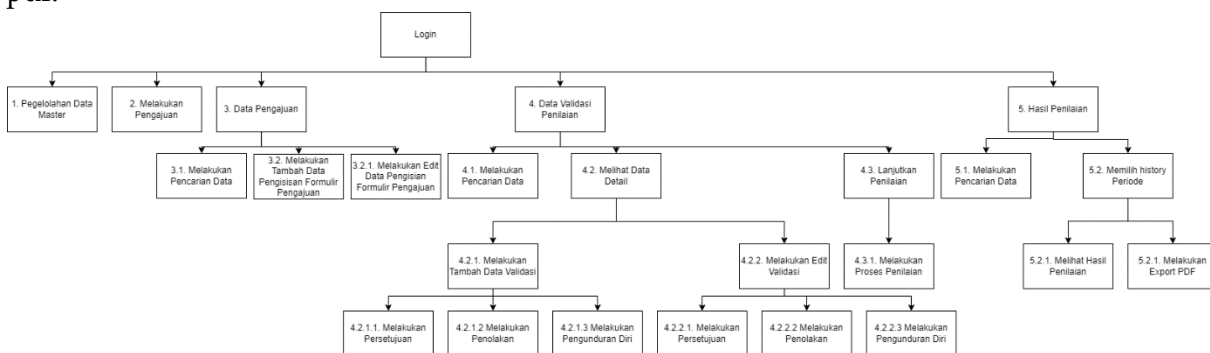 Login
1. Pegelolahan Data
Master
2. Melakukan
Pengajuan
3. Data Pengajuan
4. Data Validasi
Penilaian
5. Hasil Penilaian
3.1. Melakukan
Pencarian Data
3.2. Melakukan
Tambah Data
Pengisisan Formulir
Pengajuan
3.2.1. Melakukan Edit
Data Pengisian
Formulir Pengajuan
4.1. Melakukan
Pencarian Data
4.2. Melihat Data
Detail
4.3. Lanjutkan
Penilaian
5.1. Melakukan
Pencarian Data
5.2. Memilih history
Periode
4.2.1. Melakukan
Tambah Data Validasi
4.2.2. Melakukan Edit
Validasi
4.3.1. Melakukan
Proses Penilaian
5.2.1. Melihat Hasil
Penilaian
5.2.1. Melakukan
Export PDF
4.2.1.1. Melakukan
Persetujuan
4.2.1.2 Melakukan
Penolakan
4.2.1.3 Melakukan
Pengunduran Diri
4.2.2.1. Melakukan
Persetujuan
4.2.2.2 Melakukan
Penolakan
4.2.2.3 Melakukan
Pengunduran Diri